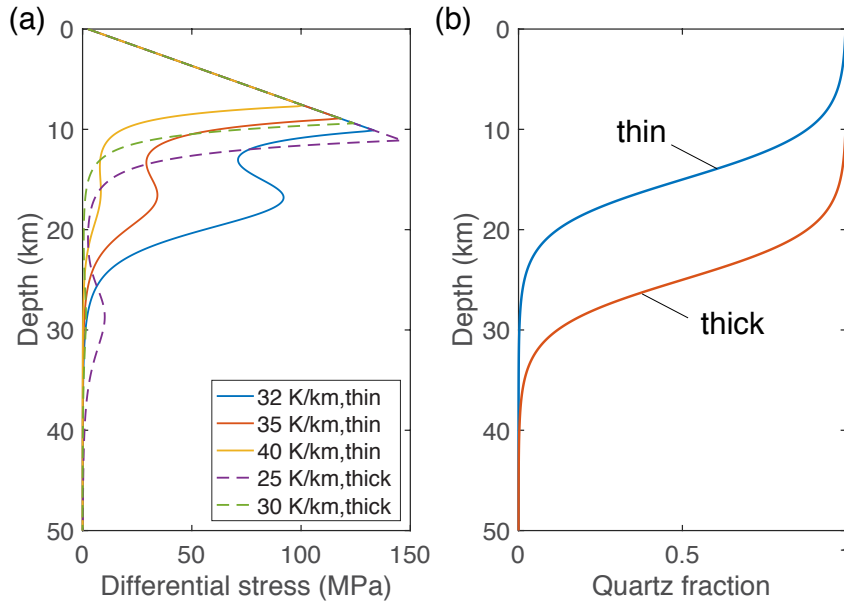 (a)
0
10
20
30
40
50
Depth (km)
0
50
100
150
Differential stress (MPa)
32 K/km,thin
35 K/km,thin
40 K/km,thin
25 K/km,thick
30 K/km,thick
(b)
0
10
20
30
40
50
Depth (km)
thin
thick
0
0.5
1
Quartz fraction